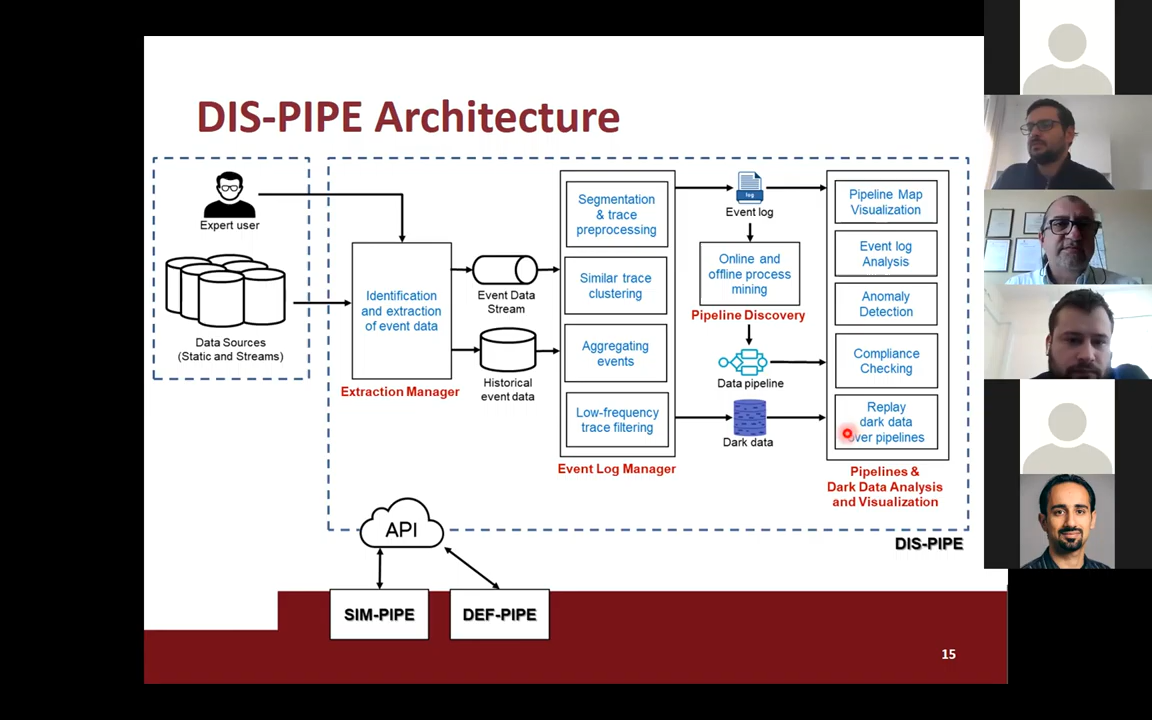 DIS-PIPE Architecture
Expert user
Data Sources
(Static and Streams)
Identification
and extraction
of event data
Extraction Manager
Event Data
Stream
Historical
event data
Segmentation
& trace
preprocessing
Similar trace
clustering
Aggregating
events
Low-frequency
trace filtering
Event Log Manager
log
Event log
Online and
offline process
mining
Pipeline Discovery
Data pipeline
Dark data
Pipeline Map
Visualization
Event log
Analysis
Anomaly
Detection
Compliance
Checking
Replay
dark data
over pipelines
Pipelines &
Dark Data Analysis
and Visualization
DIS-PIPE
API
SIM-PIPE
DEF-PIPE
15